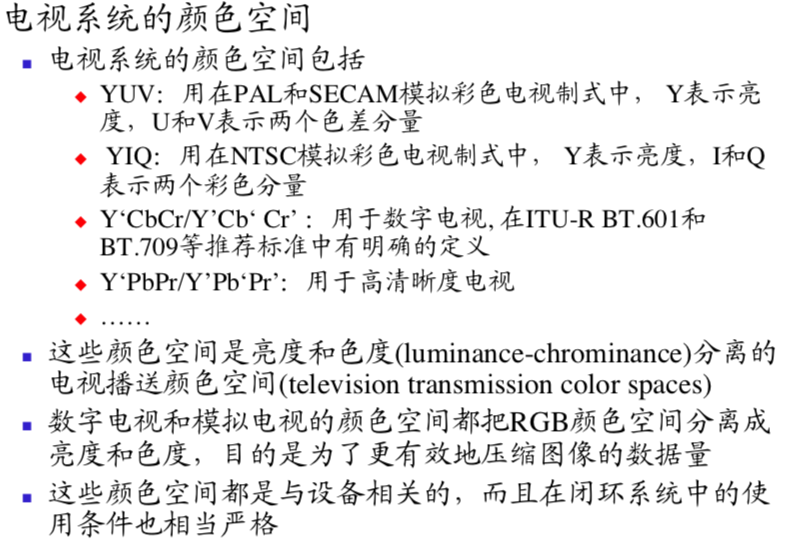 电视系统的颜色空间
■ 电视系统的颜色空间包括
◆ YUV：用在PAL和SECAM模拟彩色电视制式中， Y表示亮
度，U和V表示两个色差分量
◆ YIQ：用在NTSC模拟彩色电视制式中， Y表示亮度，I和Q
表示两个彩色分量
◆ Y‘CbCr/Y’Cb‘ Cr’ ：用于数字电视, 在ITU-R BT.601和
BT.709等推荐标准中有明确的定义
◆ Y‘PbPr/Y’Pb‘Pr’：用于高清晰度电视
◆ ……
■ 这些颜色空间是亮度和色度(luminance-chrominance)分离的
电视播送颜色空间(television transmission color spaces)
■ 数字电视和模拟电视的颜色空间都把RGB颜色空间分离成
亮度和色度，目的是为了更有效地压缩图像的数据量
■ 这些颜色空间都是与设备相关的，而且在闭环系统中的使
用条件也相当严格